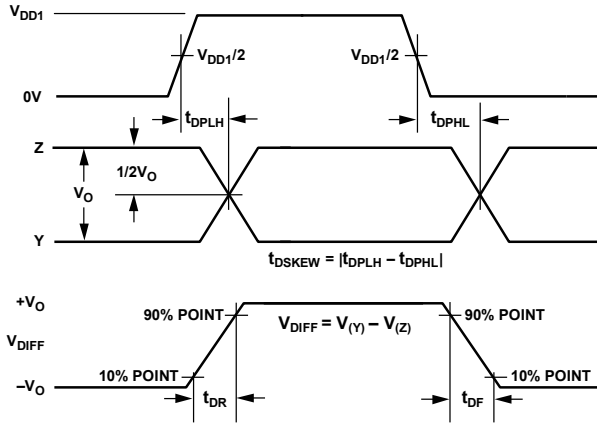 VDD1
VDD1/2 VDD1/2
0V
tDPLH tDPHL
Z
1/2VO
VO
Y
tDSKEW = |tDPLH – tDPHL|
+VO
90% POINT VDIFF = V(Y) – V(Z) 90% POINT
VDIFF
10% POINT 10% POINT
–VO
tDR tDF